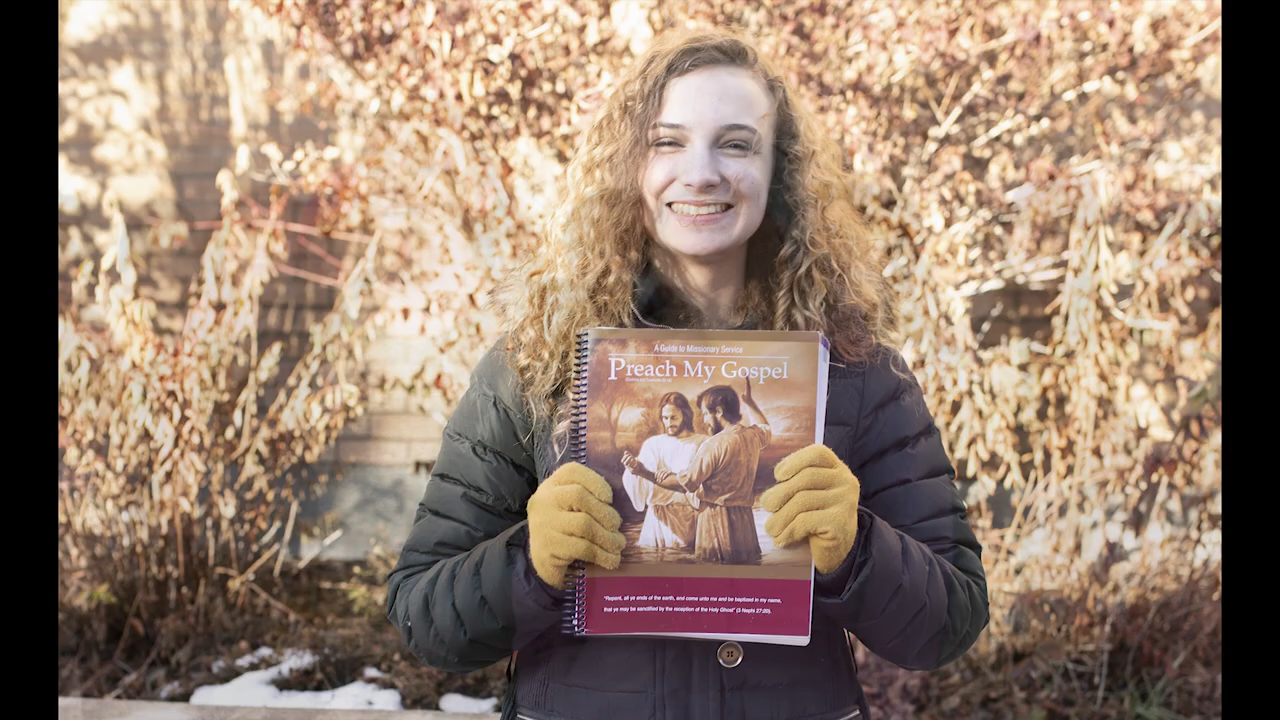 A Guide to Missionary Service
Preach My Gospel
"Repent, all ye ends of the earth, and come unto me and be baptized in my name,
that ye may be sanctified by the reception of the Holy Ghost" (3 Nephi 27:20).